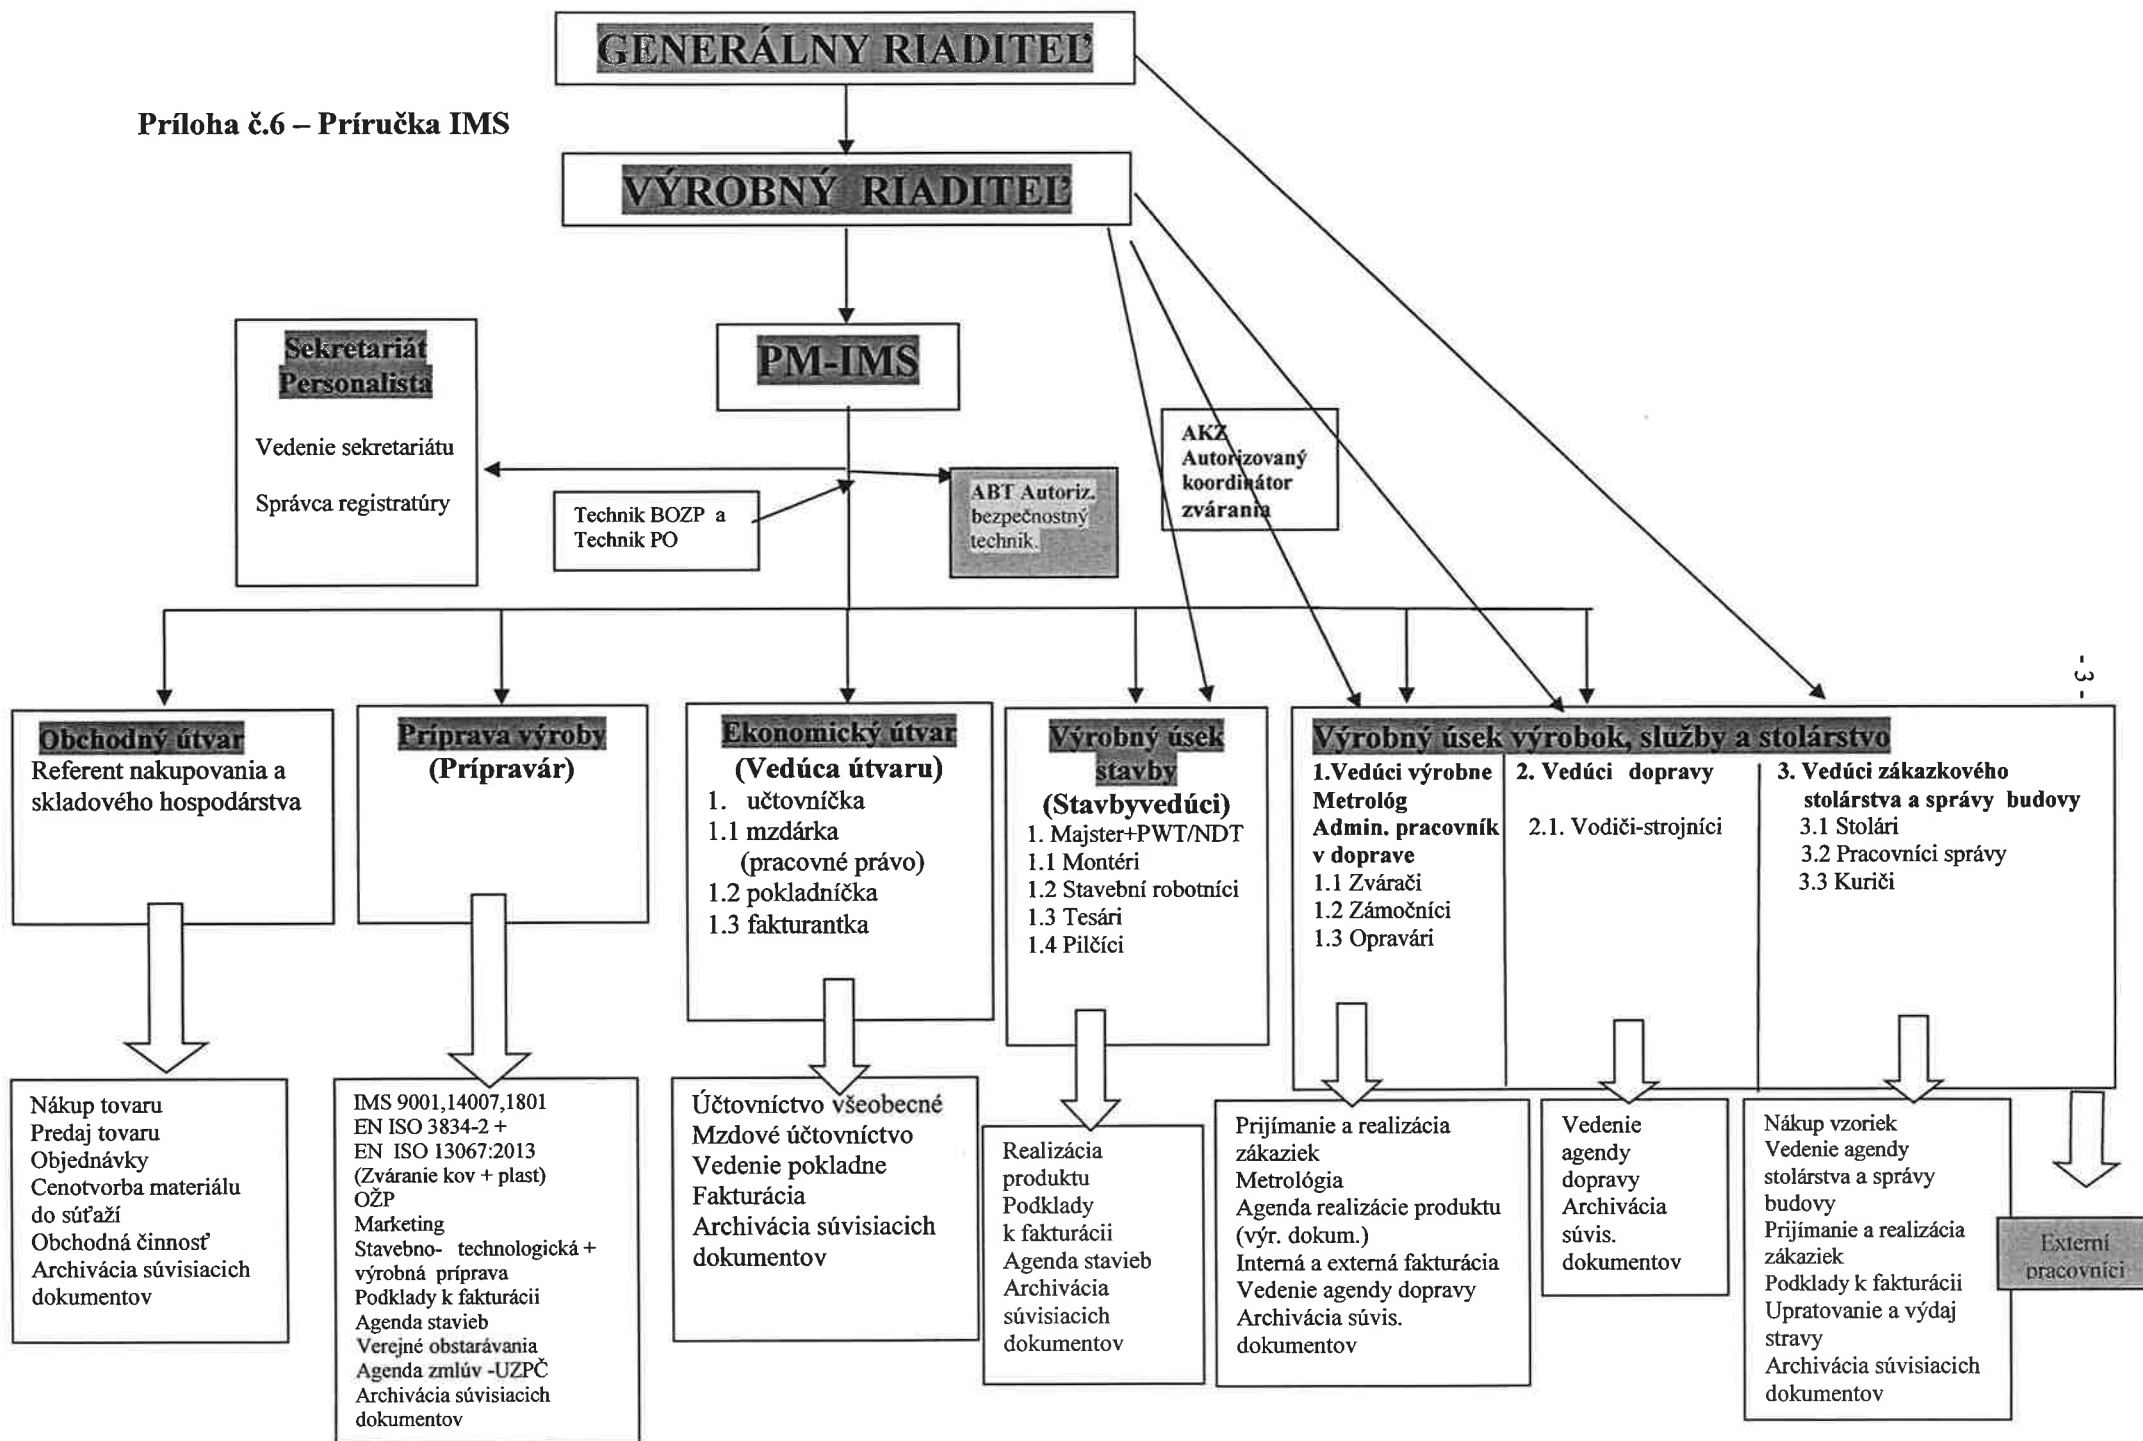 GENERÁLNY RIADITEĽ
Príloha č.6 – Príručka IMS
VÝROBNÝ RIADITEĽ
Sekretariát
Personalista
Vedenie sekretariátu
Správca registratúry
PM-IMS
Technik BOZP a
Technik PO
ABT Autoriz.
bezpečnostný
technik.
AKZ
Autorizovaný
koordinátor
zvárania
- 3 -
Obchodný útvar
Referent nakupovania a
skladového hospodárstva
Príprava výroby
(Prípravár)
Ekonomický útvar
(Vedúca útvaru)
1. učtovníčka
1.1 mzdárka
(pracovné právo)
1.2 pokladníčka
1.3 fakturantka
Výrobný úsek
stavby
(Stavbyvedúci)
1. Majster+PWT/NDT
1.1 Montéri
1.2 Stavební robotníci
1.3 Tesári
1.4 Pilčíci
Výrobný úsek výrobok, služby a stolárstvo
1.Vedúci výrobne
Metrológ
Admin. pracovník
v doprave
1.1 Zvárači
1.2 Zámočníci
1.3 Opravári
2. Vedúci dopravy
2.1. Vodiči-strojníci
3. Vedúci zákazkového
stolárstva a správy budovy
3.1 Stolári
3.2 Pracovníci správy
3.3 Kuriči
Nákup tovaru
Predaj tovaru
Objednávky
Cenotvorba materiálu
do súťaží
Obchodná činnosť
Archivácia súvisiacich
dokumentov
IMS 9001,14007,1801
EN ISO 3834-2 +
EN ISO 13067:2013
(Zváranie kov + plast)
OŽP
Marketing
Stavebno- technologická +
výrobná príprava
Podklady k fakturácii
Agenda stavieb
Verejné obstarávania
Agenda zmlúv -UZPČ
Archivácia súvisiacich
dokumentov
Účtovníctvo všeobecné
Mzdové účtovníctvo
Vedenie pokladne
Fakturácia
Archivácia súvisiacich
dokumentov
Realizácia
produktu
Podklady
k fakturácii
Agenda stavieb
Archivácia
súvisiacich
dokumentov
Prijímanie a realizácia
zákaziek
Metrológia
Agenda realizácie produktu
(výr. dokum.)
Interná a externá fakturácia
Vedenie agendy dopravy
Archivácia súvis.
dokumentov
Vedenie
agendy
dopravy
Archivácia
súvis.
dokumentov
Nákup vzoriek
Vedenie agendy
stolárstva a správy
budovy
Prijímanie a realizácia
zákaziek
Podklady k fakturácii
Upratovanie a výdaj
stravy
Archivácia súvisiacich
dokumentov
Externí
pracovníci